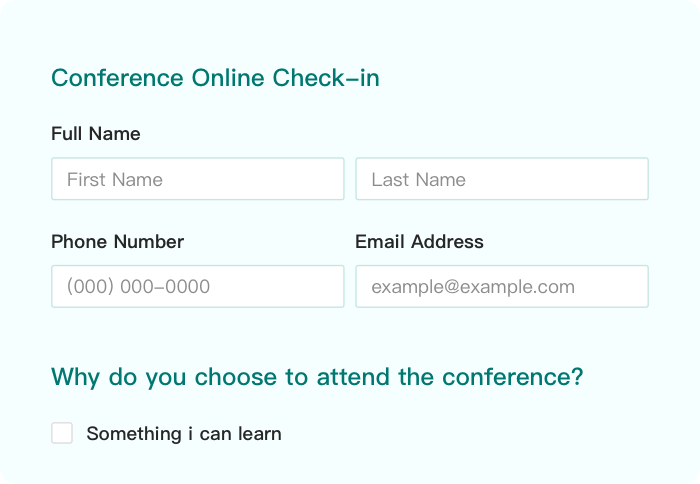 Conference Online Check-in
Full Name
First Name Last Name
Phone Number Email Address
(000) 000-0000 example@example.com
Why do you choose to attend the conference?
Something i can learn